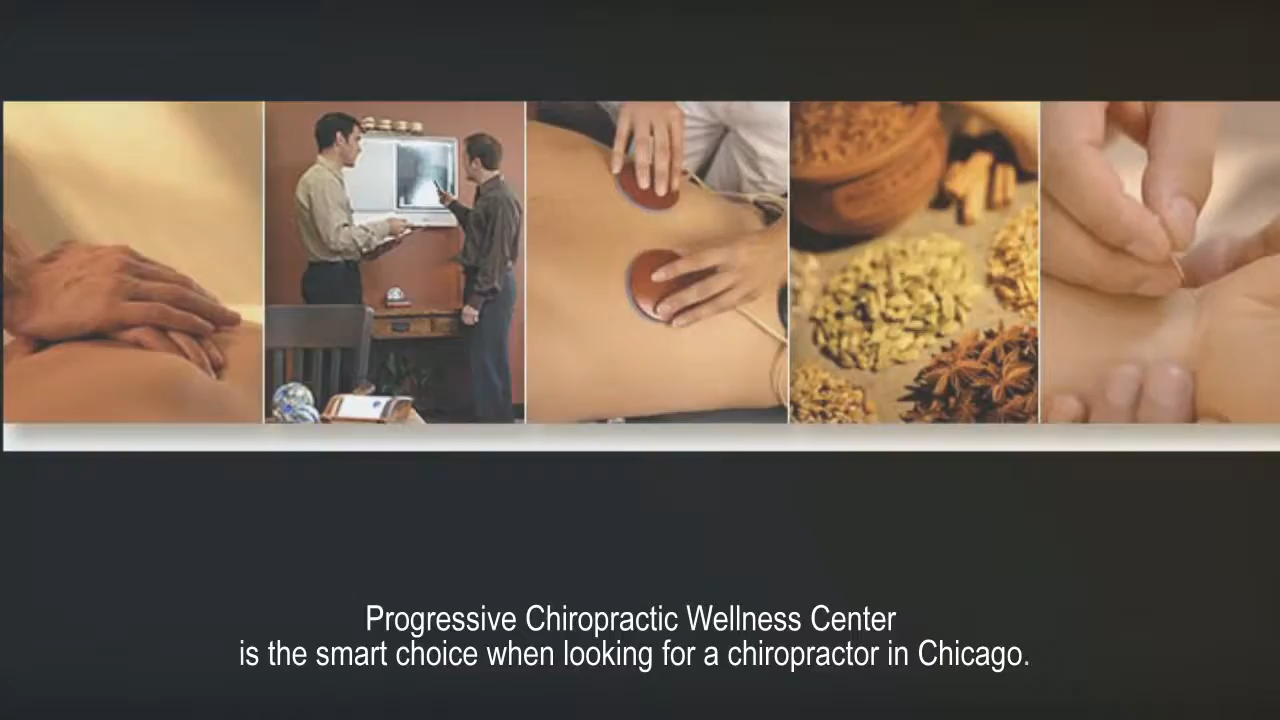 Progressive Chiropractic Wellness Center
is the smart choice when looking for a chiropractor in Chicago.